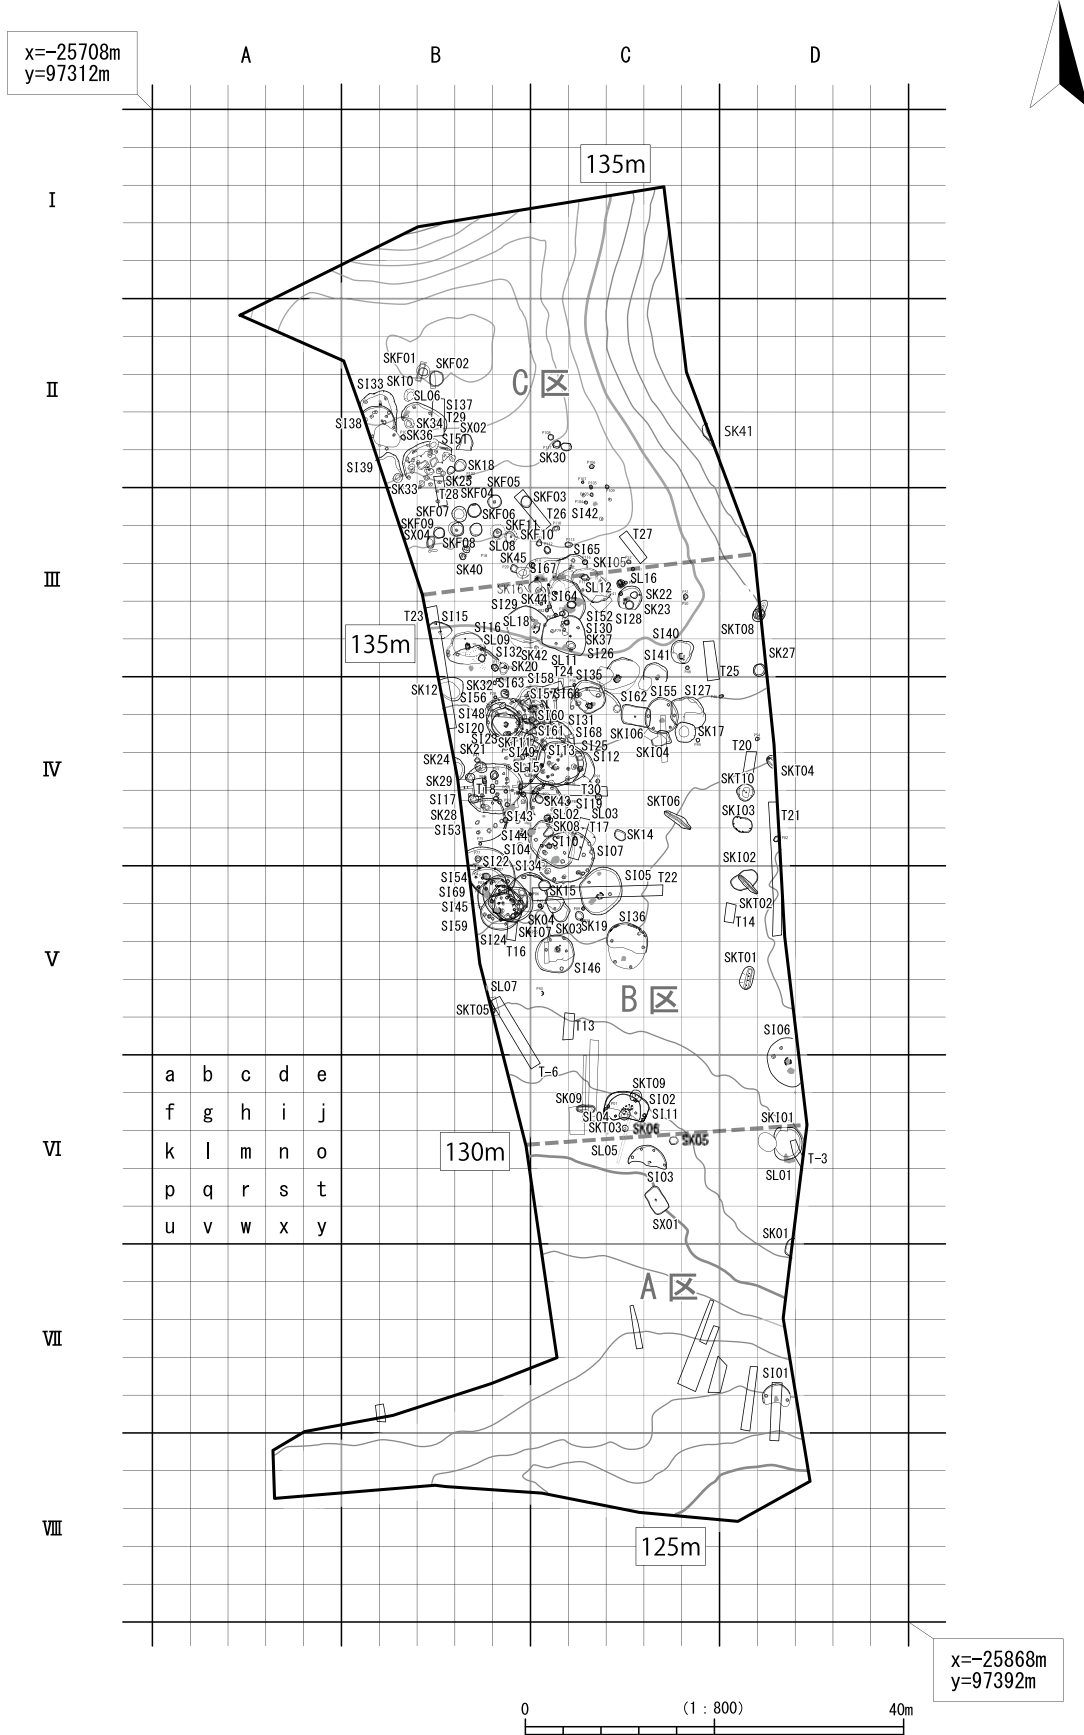 x=-25708m
y=97312m
A
B
C
D
135m
Ⅰ
SKF01
SKF02
SK10
C区
SI33
Ⅱ
SL06
SI37
T29
SK34
SX02
SI38
SK36
SI51
SK41
SK30
SI39
SK18
SK25
SK33
SKF05
T28
SKF04
SKF03
SKF07
SKF06
T26
SI42
SKF09
SKF11
SX04
SKF10
T27
SKF08
SL08
SI65
SK45
SKI05
SK40
SI67
Ⅲ
SL16
SL12
SK16
SK22
SK44
SI64
SK23
SI29
T23
SI15
SI52
SI28
SL18
SI30
SKT08
SI16
SK37
SI40
135m
SL09
SI26
SI32
SK42
SL11
SI41
SK27
SK20
T24
SI35
T25
SI63
SI58
SK12
SK32
SI57
SI66
SI62
SI55
SI27
SI56
SI48
SI60
SI31
SI20
SI61
SI68
SKI06
SK17
SI23
SKT11
SI25
SKI04
SK21
SI49
SI13
SI12
T20
SK24
SL15
SKT04
Ⅳ
SK29
T18
T30
SKT10
SI17
SK43
SI19
SKT06
T21
SK28
SI43
SL02
SL03
SKI03
SI53
SK08
T17
SI44
SK14
SI04
SI10
SI07
SI22
SI34
SKI02
SI54
SI05
T22
SI69
SK15
SKT02
SI45
SI36
SI59
SK04
SK19
T14
SK03
SKI07
SI24
T16
Ⅴ
SI46
SKT01
SL07
B区
SKT05
T13
SI06
a b c d e
T-6
SKT09
SK09
SI02
f g h i j
SL04
SI11
SKI01
SKT03
SK06
SK05
Ⅵ
130m
k l m n o
SL05
T-3
SI03
SL01
p q r s t
SX01
u v w x y
SK01
A区
Ⅶ
SI01
Ⅷ
125m
x=-25868m
y=97392m
0
(1：800)
40m